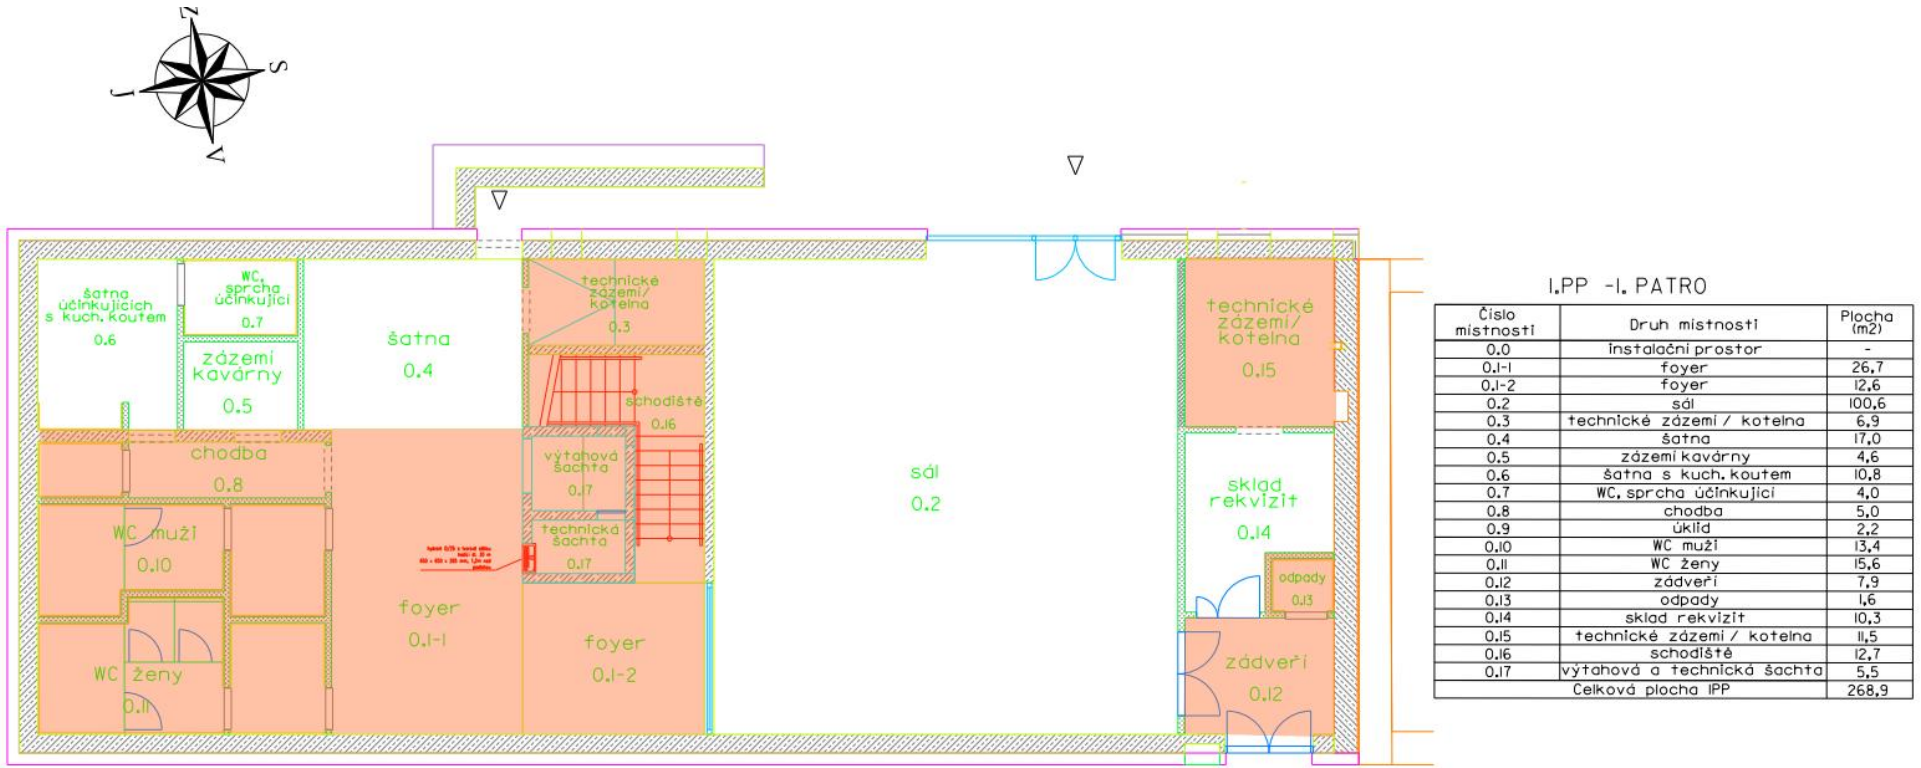 Z
S
J
V
šatna
účinkujících
s kuch. koutem
0.6
WC,
sprcha
účinkující
0.7
zázemí
kavárny
0.5
šatna
0.4
technické
zázemí/
kotelna
0.3
schodiště
0.16
výtahová
šachta
0.17
technická
šachta
0.17
chodba
0.8
WC muži
0.10
WC ženy
0.11
foyer
0.1-1
foyer
0.1-2
sál
0.2
technické
zázemí/
kotelna
0.15
sklad
rekvizit
0.14
odpady
0.13
zádveří
0.12
1.PP -1. PATRO
Číslo místnosti Druh místnosti Plocha (m2)
0.0 instalační prostor -
0.1-1 foyer 26,7
0.1-2 foyer 12,6
0.2 sál 100,6
0.3 technické zázemí / kotelna 6,9
0.4 šatna 17,0
0.5 zázemí kavárny 4,6
0.6 šatna s kuch. koutem 10,8
0.7 WC, sprcha účinkující 4,0
0.8 chodba 5,0
0.9 úklid 2,2
0.10 WC muži 13,4
0.11 WC ženy 15,6
0.12 zádveří 7,9
0.13 odpady 1,6
0.14 sklad rekvizit 10,3
0.15 technické zázemí / kotelna 11,5
0.16 schodiště 12,7
0.17 výtahová a technická šachta 5,5
Celková plocha 1PP 268,9